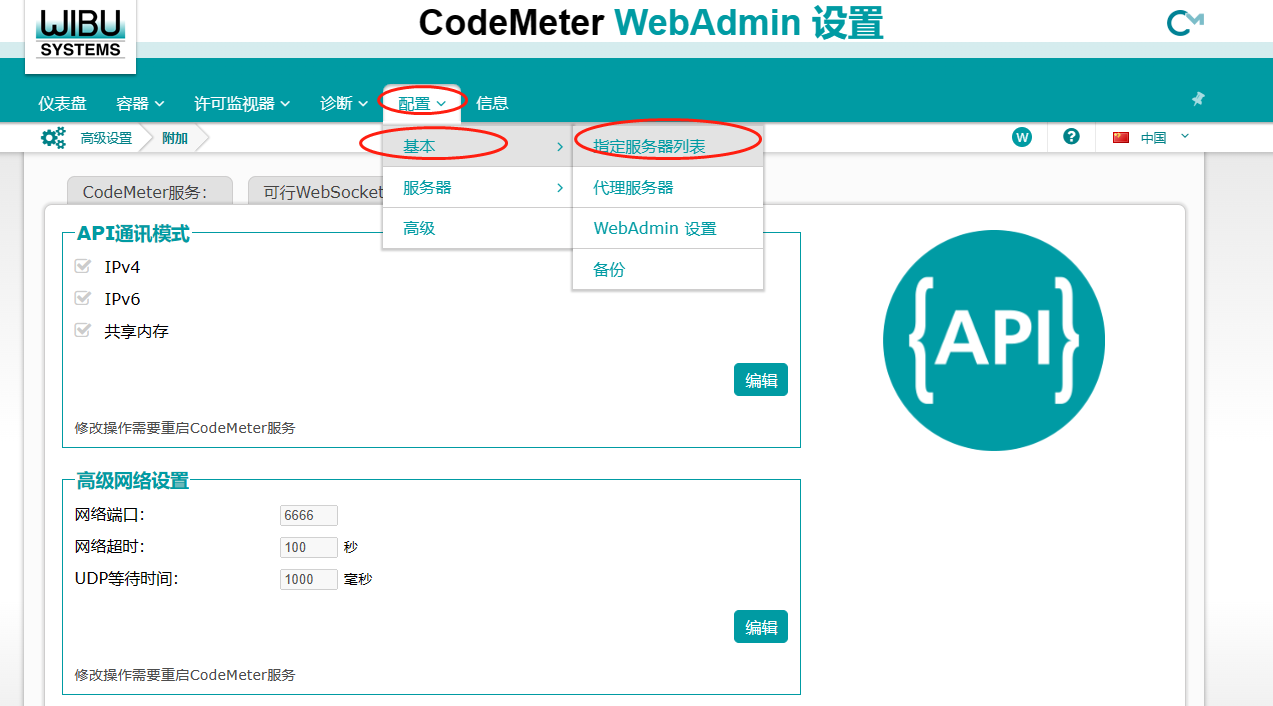 WIBU
SYSTEMS
CodeMeter WebAdmin 设置
仪表盘 容器 许可监视器 诊断 配置 信息
高级设置 附加
W ? 中国
基本
服务器
高级
指定服务器列表
代理服务器
WebAdmin 设置
备份
CodeMeter服务: 可行WebSocket
API通讯模式
IPv4
IPv6
共享内存
编辑
修改操作需要重启CodeMeter服务
{API}
高级网络设置
网络端口: 6666
网络超时: 100 秒
UDP等待时间: 1000 毫秒
编辑
修改操作需要重启CodeMeter服务